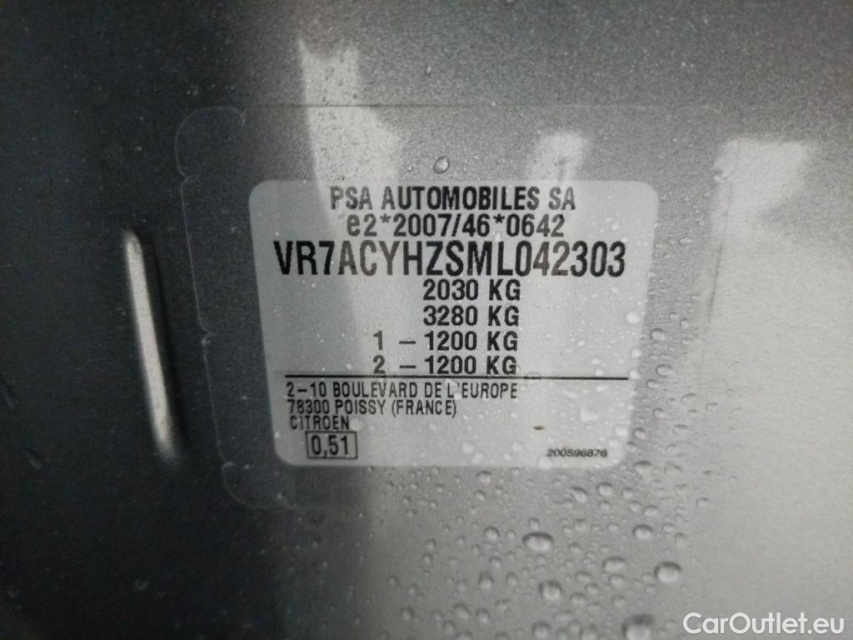 PSA AUTOMOBILES SA
e2*2007/46*0642
VR7ACYHZSML042303
2030 KG
3280 KG
1 – 1200 KG
2 – 1200 KG
2–10 BOULEVARD DE L'EUROPE
78300 POISSY (FRANCE)
CITROEN
0,51
200596876
CarOutlet.eu